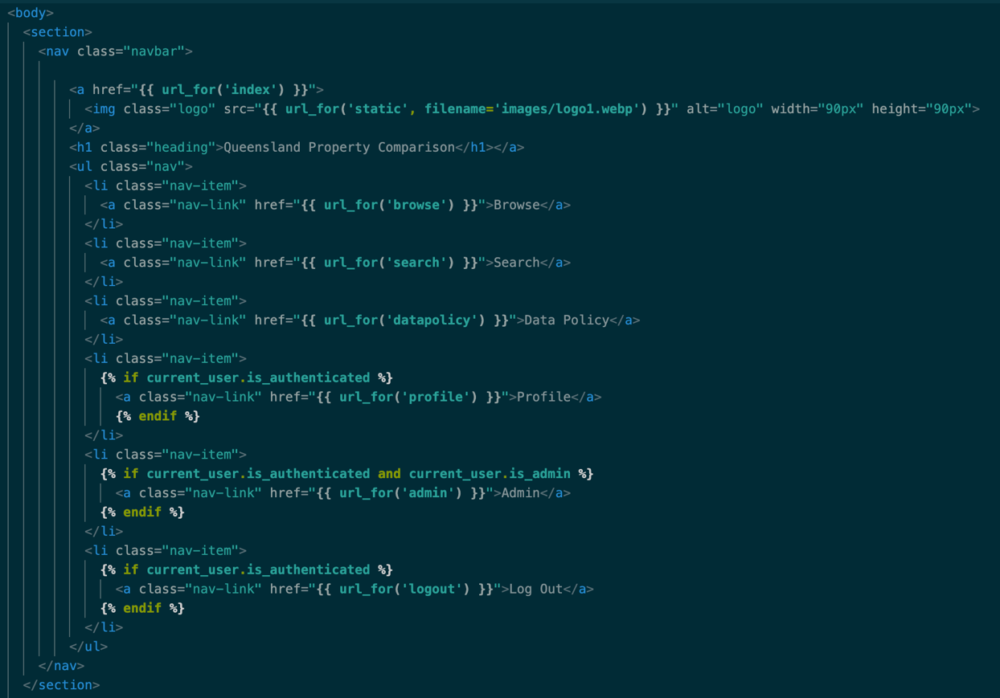 <body>
<section>
<nav class="navbar">
<a href="{{ url_for('index') }}">
<img class="logo" src="{{ url_for('static', filename='images/logo1.webp') }}" alt="logo" width="90px" height="90px">
</a>
<h1 class="heading">Queensland Property Comparison</h1></a>
<ul class="nav">
<li class="nav-item">
<a class="nav-link" href="{{ url_for('browse') }}">Browse</a>
</li>
<li class="nav-item">
<a class="nav-link" href="{{ url_for('search') }}">Search</a>
</li>
<li class="nav-item">
<a class="nav-link" href="{{ url_for('datapolicy') }}">Data Policy</a>
</li>
<li class="nav-item">
{% if current_user.is_authenticated %}
<a class="nav-link" href="{{ url_for('profile') }}">Profile</a>
{% endif %}
</li>
<li class="nav-item">
{% if current_user.is_authenticated and current_user.is_admin %}
<a class="nav-link" href="{{ url_for('admin') }}">Admin</a>
{% endif %}
</li>
<li class="nav-item">
{% if current_user.is_authenticated %}
<a class="nav-link" href="{{ url_for('logout') }}">Log Out</a>
{% endif %}
</li>
</ul>
</nav>
</section>